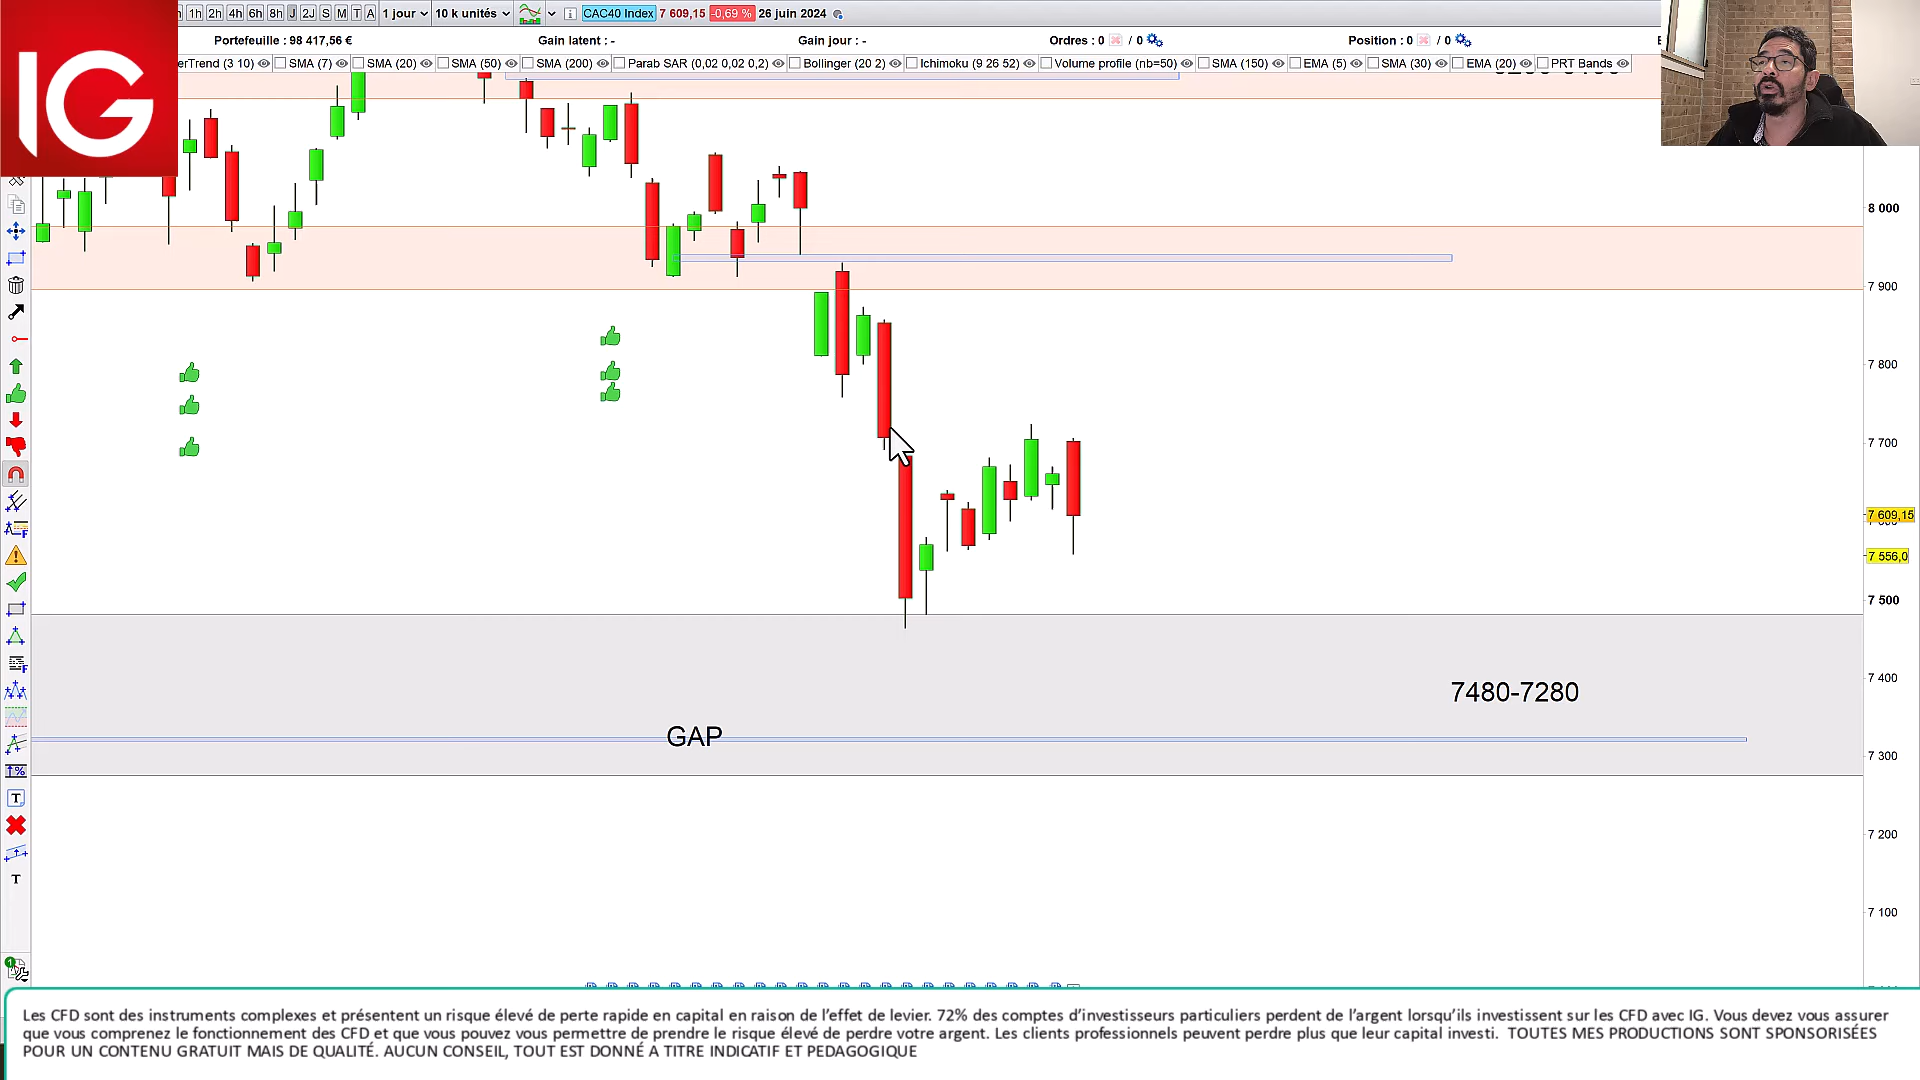 1h 2h 4h 6h 8h J 2J S M T A 1 jour 10 k unités CAC40 Index 7 609,15 -0,69 % 26 juin 2024
Portefeuille : 98 417,56 € Gain latent : - Gain jour : - Ordres : 0 / 0 Position : 0 / 0
erTrend (3 10) SMA (7) SMA (20) SMA (50) SMA (200) Parab SAR (0,02 0,02 0,2) Bollinger (20 2) Ichimoku (9 26 52) Volume profile (nb=50) SMA (150) EMA (5) SMA (30) EMA (20) PRT Bands
IG
8 000
7 900
7 800
7 700
7 609,15
7 556,0
7 500
7 400
7480-7280
GAP
7 300
7 200
7 100
Les CFD sont des instruments complexes et présentent un risque élevé de perte rapide en capital en raison de l'effet de levier. 72% des comptes d'investisseurs particuliers perdent de l'argent lorsqu'ils investissent sur les CFD avec IG. Vous devez vous assurer
que vous comprenez le fonctionnement des CFD et que vous pouvez vous permettre de prendre le risque élevé de perdre votre argent. Les clients professionnels peuvent perdre plus que leur capital investi. TOUTES MES PRODUCTIONS SONT SPONSORISÉES
POUR UN CONTENU GRATUIT MAIS DE QUALITÉ. AUCUN CONSEIL, TOUT EST DONNÉ A TITRE INDICATIF ET PEDAGOGIQUE